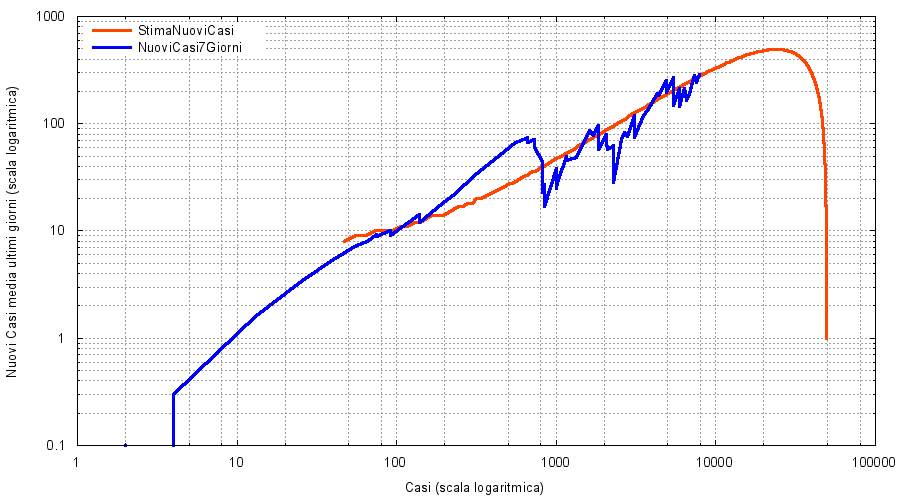 1000
100
10
1
0.1
StimaNuoviCasi
NuoviCasi7Giorni
Nuovi Casi media ultimi giorni (scala logaritmica)
1 10 100 1000 10000 100000
Casi (scala logaritmica)